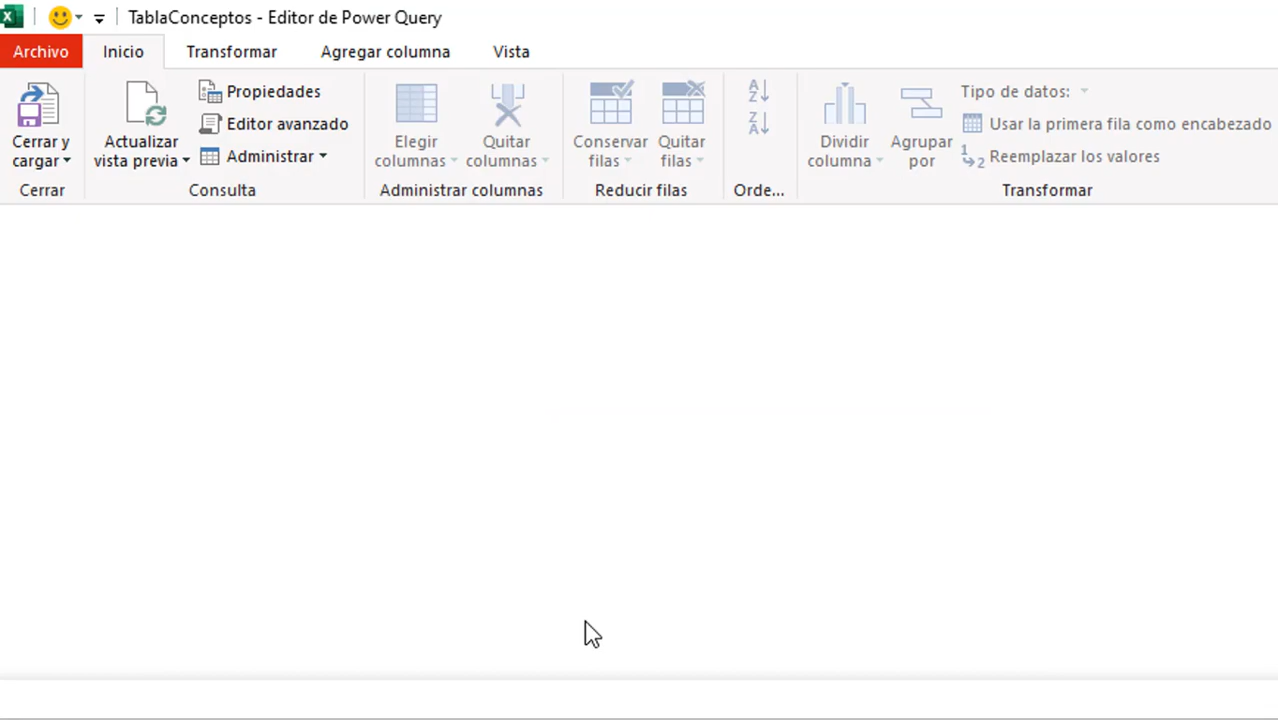 TablaConceptos - Editor de Power Query
Archivo
Inicio
Transformar
Agregar columna
Vista
Cerrar y
cargar
Cerrar
Actualizar
vista previa
Propiedades
Editor avanzado
Administrar
Consulta
Elegir
columnas
Quitar
columnas
Administrar columnas
Conservar
filas
Quitar
filas
Reducir filas
A
Z
Z
A
Orde...
Dividir
columna
Agrupar
por
Tipo de datos:
Usar la primera fila como encabezado
1
2
Reemplazar los valores
Transformar